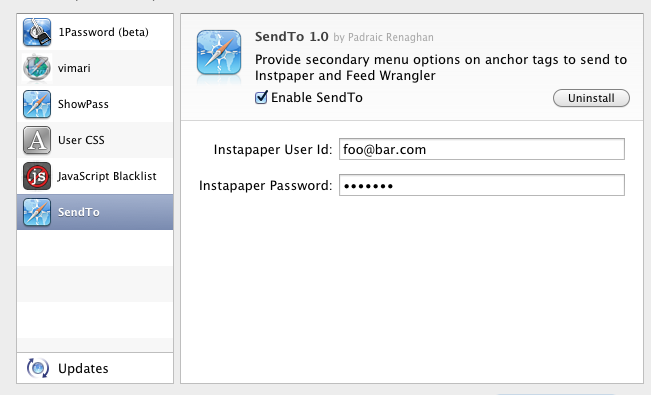 1Password (beta)
vimari
ShowPass
A
User CSS
.js
JavaScript Blacklist
SendTo
Updates
SendTo 1.0 by Padraic Renaghan
Provide secondary menu options on anchor tags to send to
Instpaper and Feed Wrangler
Enable SendTo
Uninstall
Instapaper User Id:
foo@bar.com
Instapaper Password:
•••••••